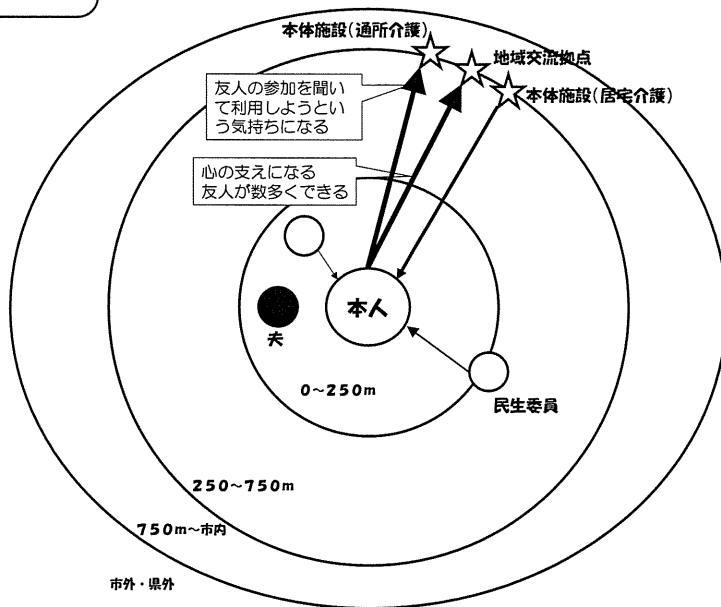 本体施設(通所介護)
地域交流拠点
本体施設(居宅介護)
友人の参加を聞い
て利用しようとい
う気持ちになる
心の支えになる
友人が数多くできる
本人
夫
0～250m
民生委員
250～750m
750m～市内
市外・県外